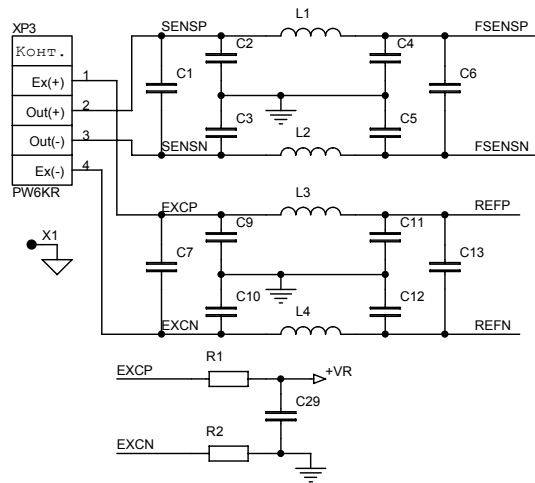 XP3
Конт.
Ex(+)
1
Out(+)
2
Out(-)
3
Ex(-)
4
PW6KR
X1
SENSP
L1
FSENSP
C2
C4
C1
C6
C3
C5
L2
SENSN
FSENSN
L3
EXCP
REFP
C9
C11
C7
C13
C10
C12
L4
EXCN
REFN
EXCP
R1
+VR
C29
EXCN
R2